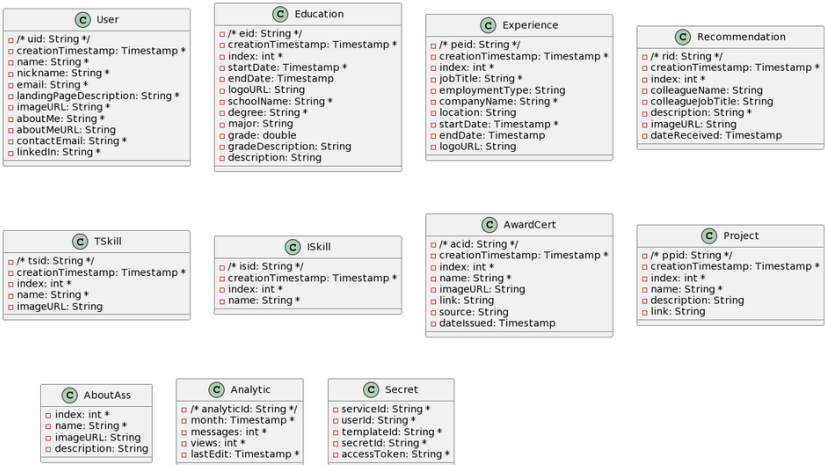 C User
/* uid: String */
creationTimestamp: Timestamp *
name: String *
nickname: String *
email: String *
landingPageDescription: String *
imageURL: String *
aboutMe: String *
aboutMeURL: String
contactEmail: String *
linkedIn: String *
C Education
/* eid: String */
creationTimestamp: Timestamp *
index: int *
startDate: Timestamp *
endDate: Timestamp
logoURL: String
schoolName: String *
degree: String *
major: String
grade: double
gradeDescription: String
description: String
C Experience
/* peid: String */
creationTimestamp: Timestamp *
index: int *
jobTitle: String *
employmentType: String
companyName: String *
location: String
startDate: Timestamp *
endDate: Timestamp
logoURL: String
C Recommendation
/* rid: String */
creationTimestamp: Timestamp *
index: int *
colleagueName: String
colleagueJobTitle: String
description: String *
imageURL: String
dateReceived: Timestamp
C TSkill
/* tsid: String */
creationTimestamp: Timestamp *
index: int *
name: String *
imageURL: String
C ISkill
/* isid: String */
creationTimestamp: Timestamp *
index: int *
name: String *
C AwardCert
/* acid: String */
creationTimestamp: Timestamp *
index: int *
name: String *
imageURL: String
link: String
source: String
dateIssued: Timestamp
C Project
/* ppid: String */
creationTimestamp: Timestamp *
index: int *
name: String *
description: String
link: String
C AboutAss
index: int *
name: String *
imageURL: String
description: String
C Analytic
/* analyticId: String */
month: Timestamp *
messages: int *
views: int *
lastEdit: Timestamp *
C Secret
serviceId: String *
userId: String *
templateId: String *
secretId: String *
accessToken: String *